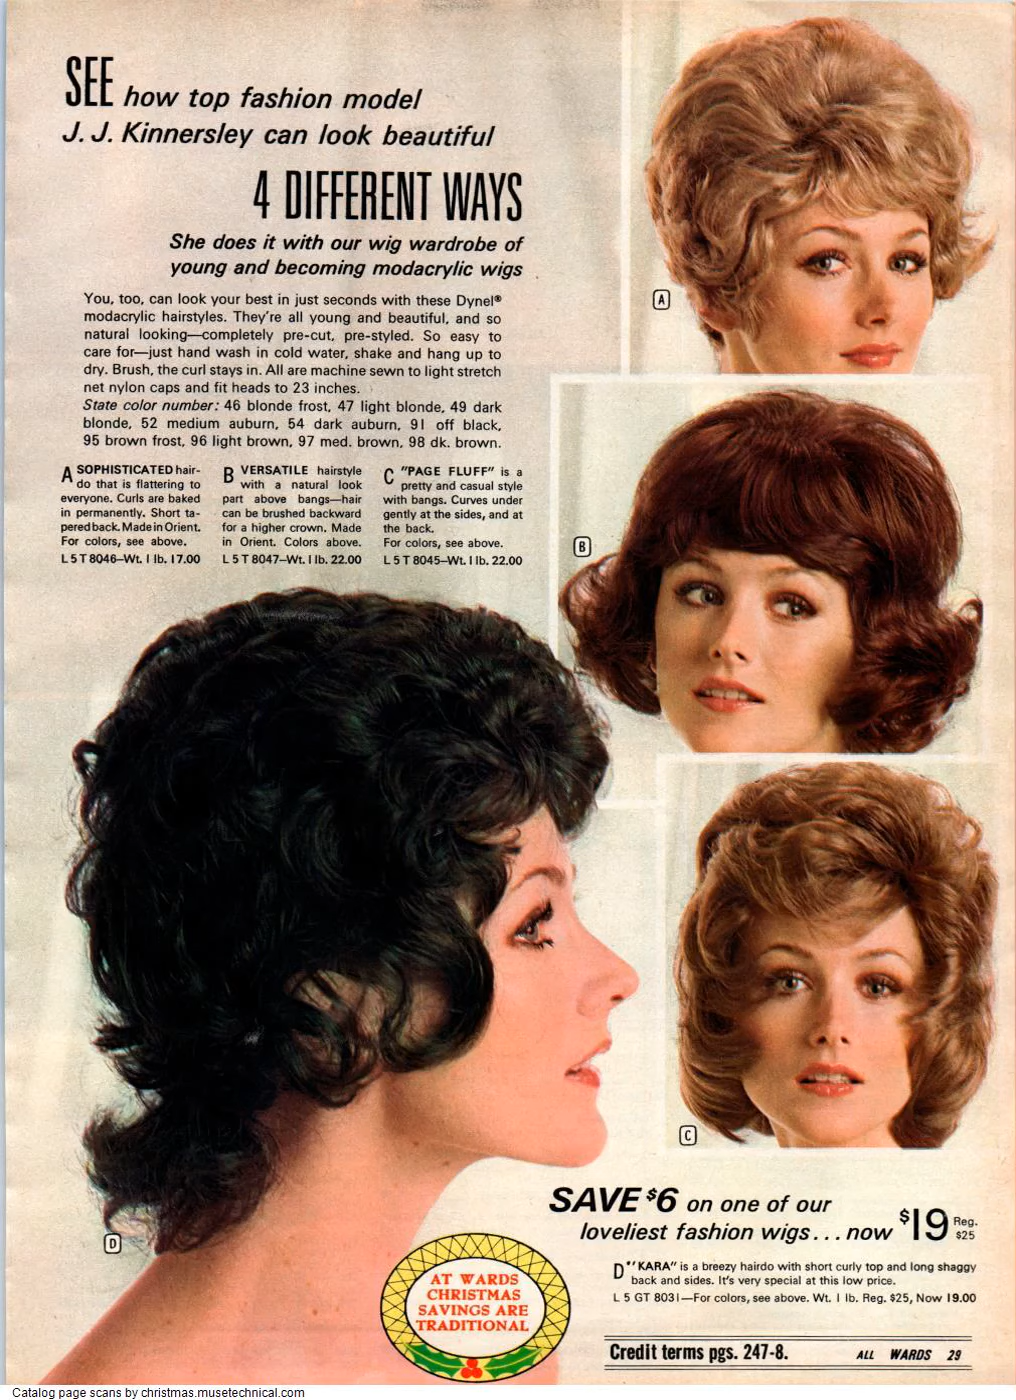 SEE how top fashion model
J. J. Kinnersley can look beautiful
4 DIFFERENT WAYS
She does it with our wig wardrobe of
young and becoming modacrylic wigs
You, too, can look your best in just seconds with these Dynel®
modacrylic hairstyles. They're all young and beautiful, and so
natural looking—completely pre-cut, pre-styled. So easy to
care for—just hand wash in cold water, shake and hang up to
dry. Brush, the curl stays in. All are machine sewn to light stretch
net nylon caps and fit heads to 23 inches.
State color number: 46 blonde frost, 47 light blonde, 49 dark
blonde, 52 medium auburn, 54 dark auburn, 91 off black,
95 brown frost, 96 light brown, 97 med. brown, 98 dk. brown.
A SOPHISTICATED hair-
do that is flattering to
everyone. Curls are baked
in permanently. Short ta-
pered back. Made in Orient.
For colors, see above.
L 5 T 8046—Wt. 1 lb. 17.00
B VERSATILE hairstyle
with a natural look
part above bangs—hair
can be brushed backward
for a higher crown. Made
in Orient. Colors above.
L 5 T 8047—Wt. 1 lb. 22.00
C "PAGE FLUFF" is a
pretty and casual style
with bangs. Curves under
gently at the sides, and at
the back.
For colors, see above.
L 5 T 8045—Wt. 1 lb. 22.00
A
B
C
D
SAVE $6 on one of our
loveliest fashion wigs... now $19 Reg. $25
D "KARA" is a breezy hairdo with short curly top and long shaggy
back and sides. It's very special at this low price.
L 5 GT 8031—For colors, see above. Wt. 1 lb. Reg. $25, Now 19.00
AT WARDS
CHRISTMAS
SAVINGS ARE
TRADITIONAL
Credit terms pgs. 247-8. ALL WARDS 29
Catalog page scans by christmas.musetechnical.com